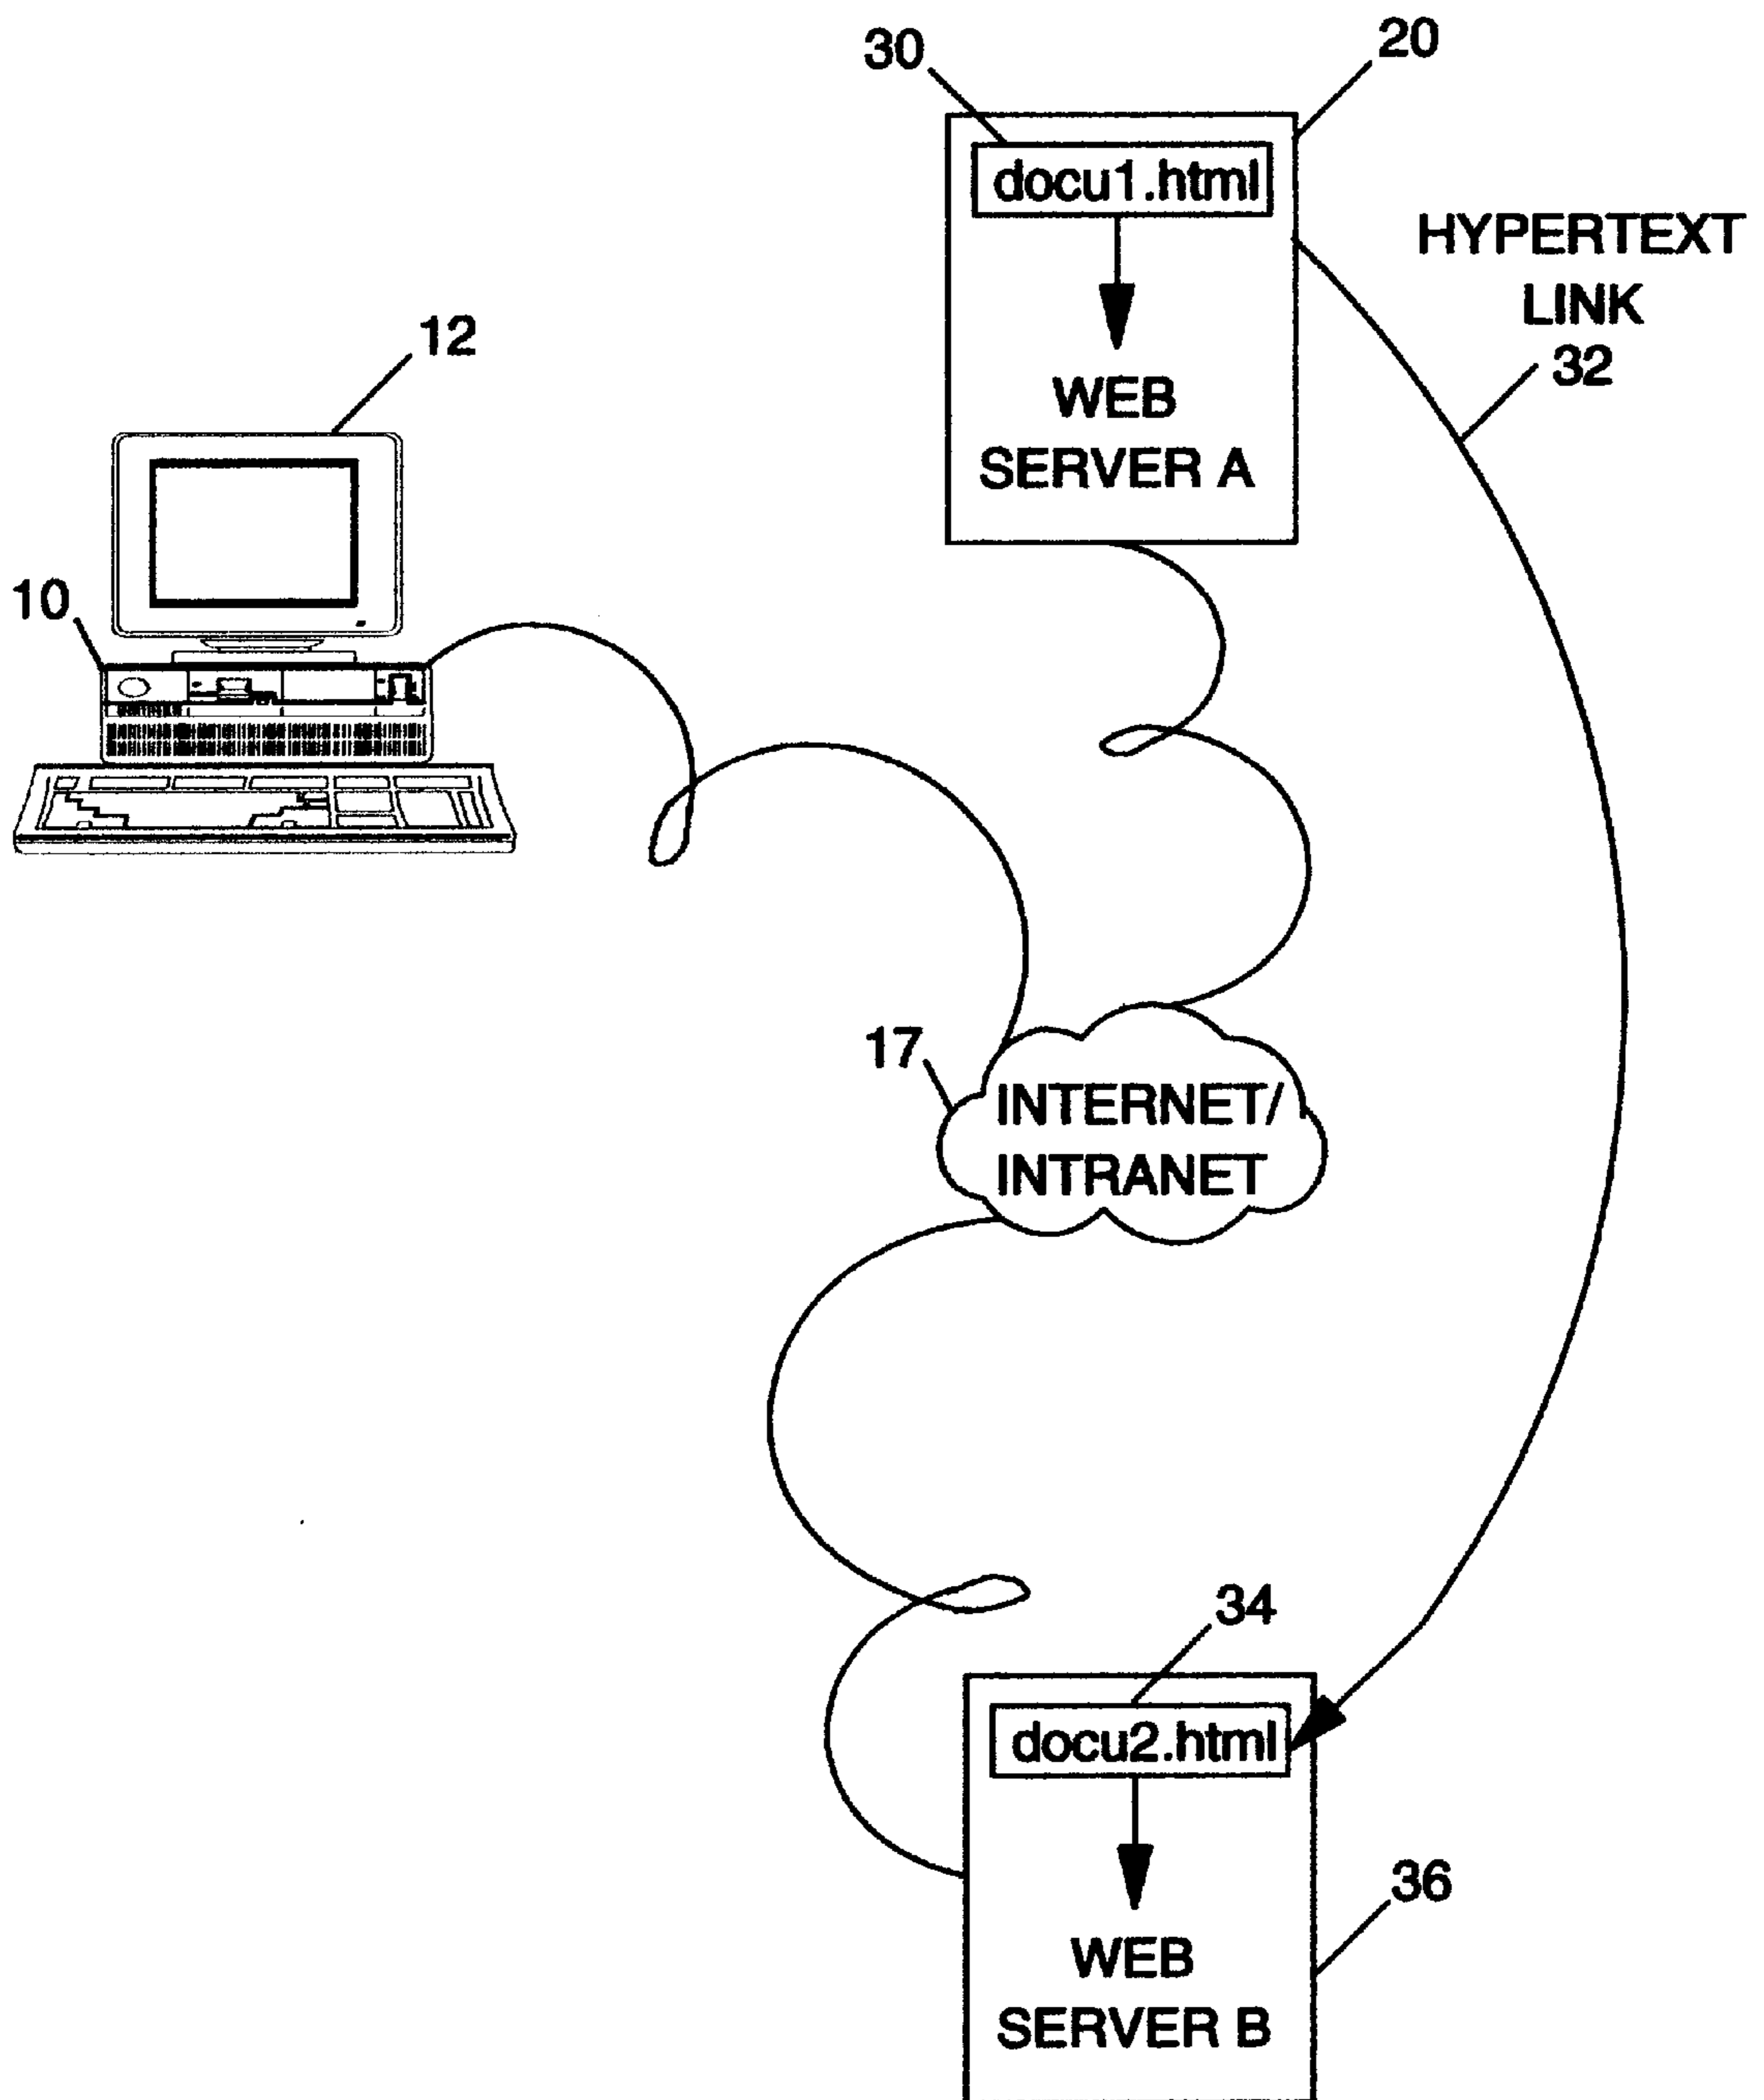 30
20
docu1.html
HYPERTEXT
LINK
32
WEB
SERVER A
12
10
17
INTERNET/
INTRANET
34
docu2.html
36
WEB
SERVER B